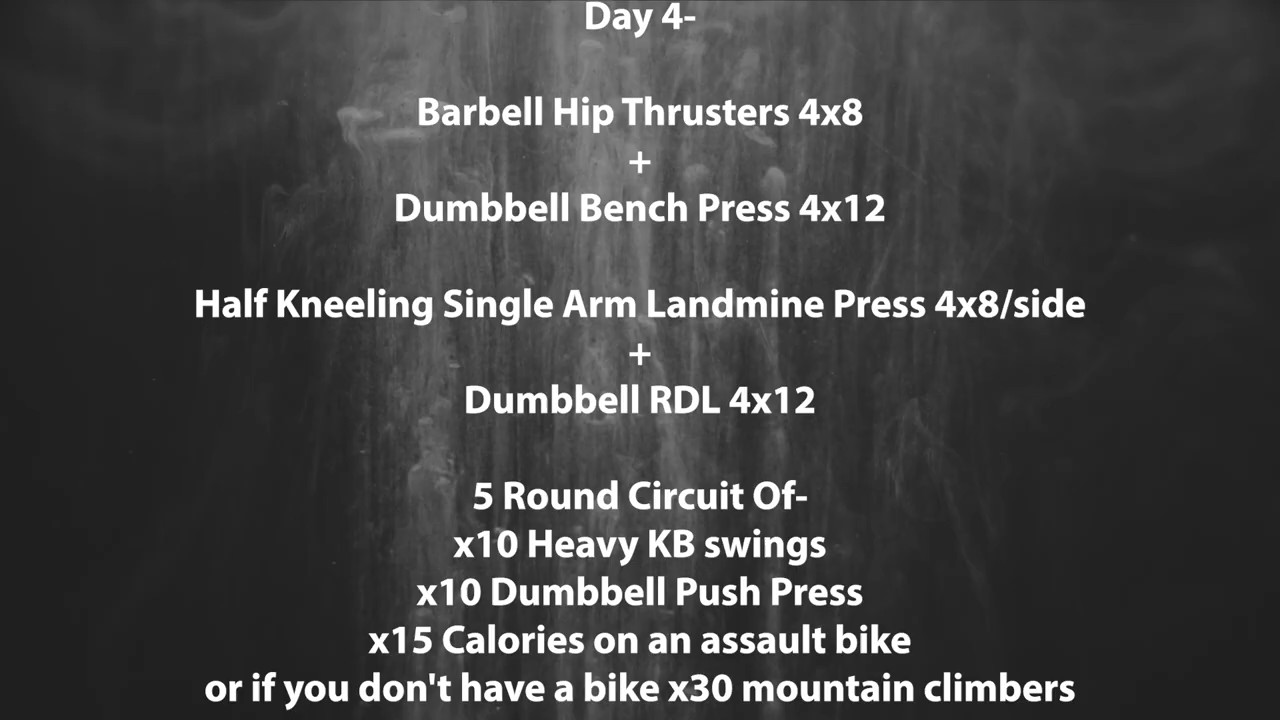 Day 4-
Barbell Hip Thrusters 4x8
+
Dumbbell Bench Press 4x12
Half Kneeling Single Arm Landmine Press 4x8/side
+
Dumbbell RDL 4x12
5 Round Circuit Of-
x10 Heavy KB swings
x10 Dumbbell Push Press
x15 Calories on an assault bike
or if you don't have a bike x30 mountain climbers